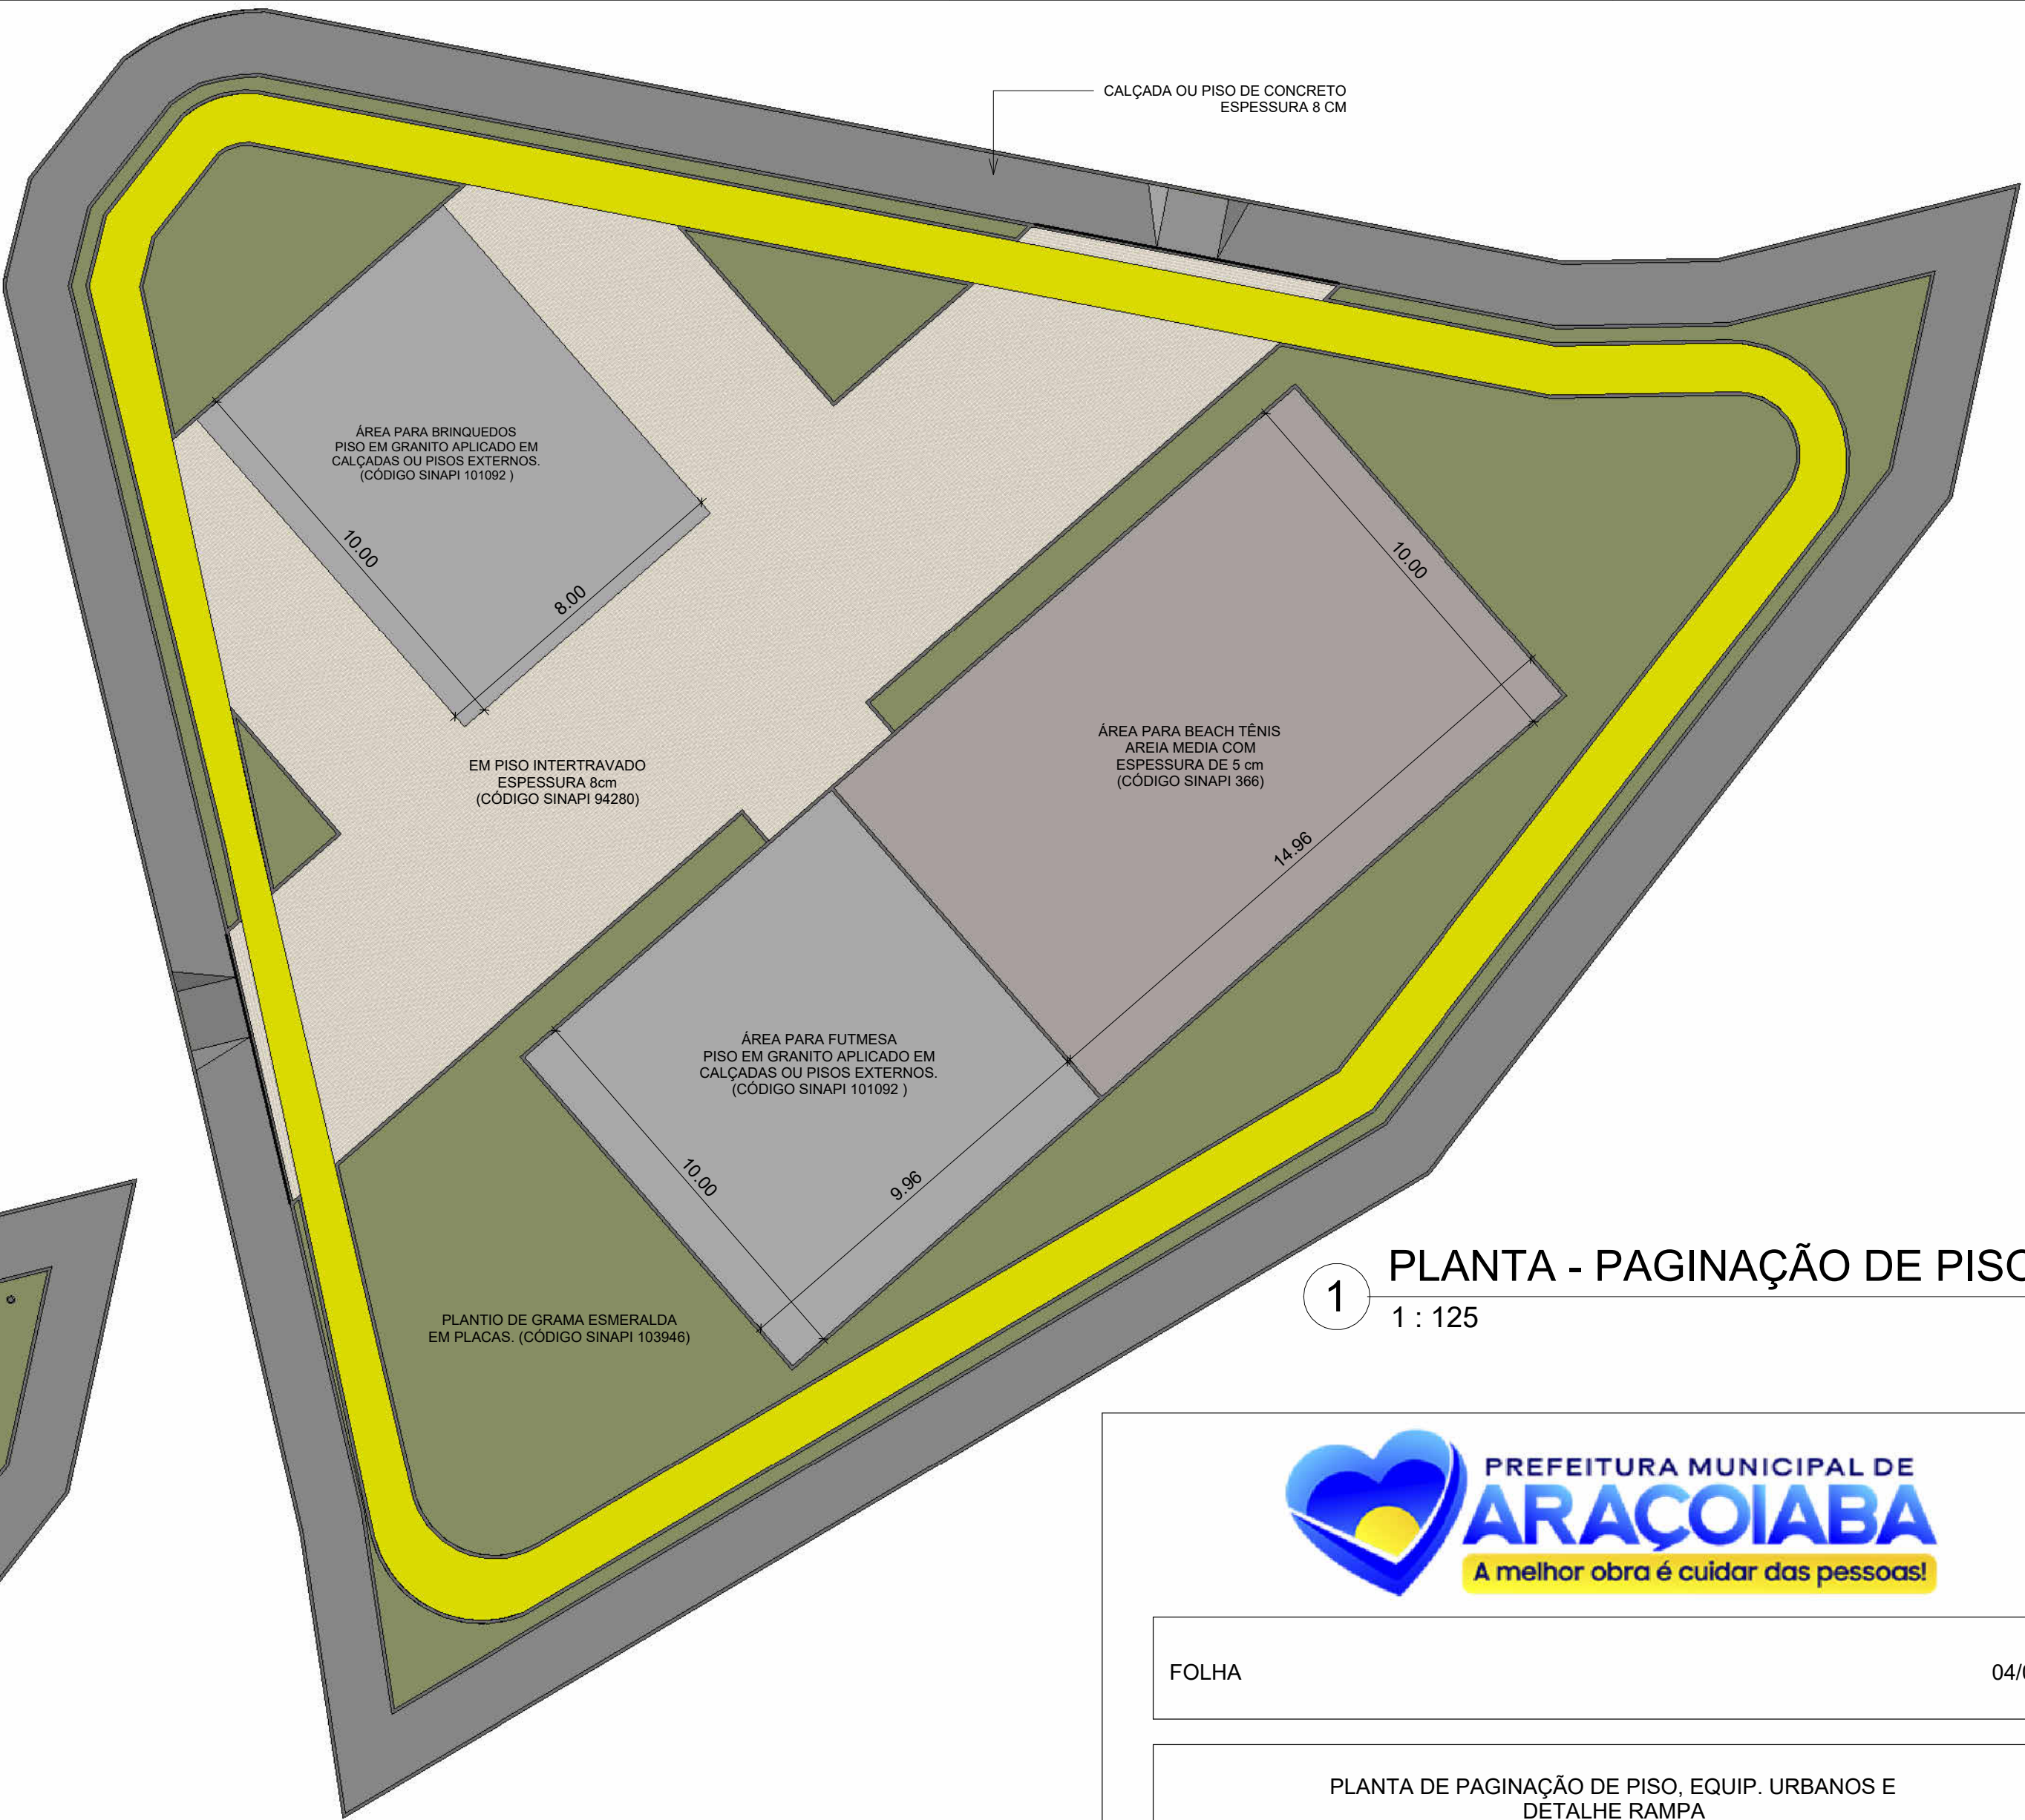 CALÇADA OU PISO DE CONCRETO
ESPESSURA 8 CM
ÁREA PARA BRINQUEDOS
PISO EM GRANITO APLICADO EM
CALÇADAS OU PISOS EXTERNOS.
(CÓDIGO SINAPI 101092 )
10.00
8.00
10.00
ÁREA PARA BEACH TÊNIS
AREIA MEDIA COM
ESPESSURA DE 5 cm
(CÓDIGO SINAPI 366)
14.96
EM PISO INTERTRAVADO
ESPESSURA 8cm
(CÓDIGO SINAPI 94280)
ÁREA PARA FUTMESA
PISO EM GRANITO APLICADO EM
CALÇADAS OU PISOS EXTERNOS.
(CÓDIGO SINAPI 101092 )
10.00
9.96
PLANTIO DE GRAMA ESMERALDA
EM PLACAS. (CÓDIGO SINAPI 103946)
1 PLANTA - PAGINAÇÃO DE PISO
1 : 125
PREFEITURA MUNICIPAL DE
ARAÇOIABA
A melhor obra é cuidar das pessoas!
FOLHA 04/
PLANTA DE PAGINAÇÃO DE PISO, EQUIP. URBANOS E
DETALHE RAMPA